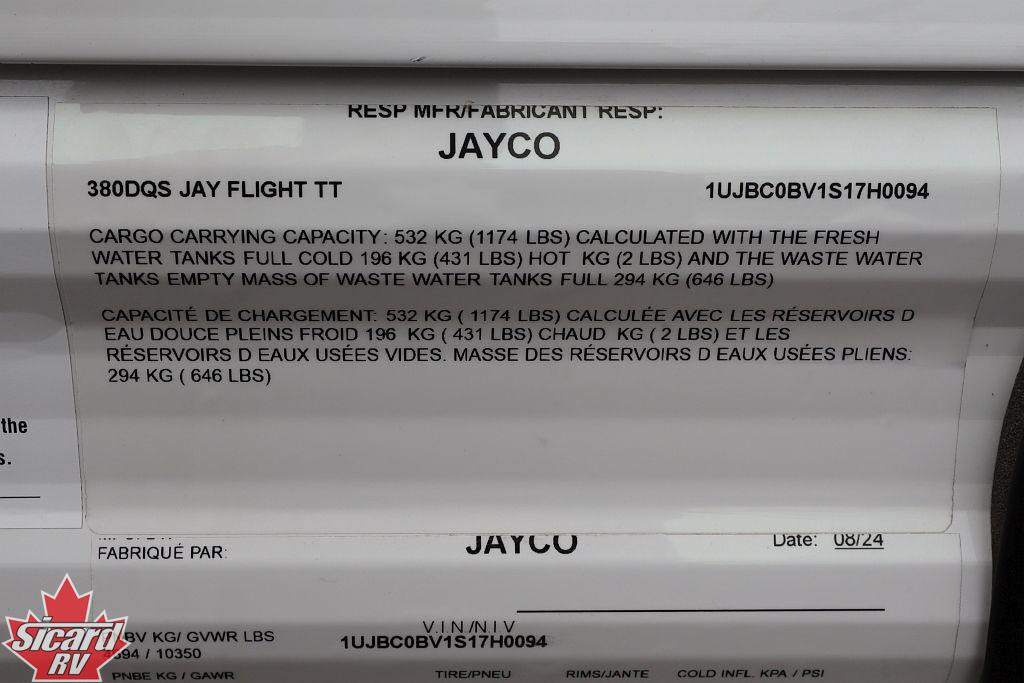 RESP MFR/FABRICANT RESP:
JAYCO
380DQS JAY FLIGHT TT 1UJBC0BV1S17H0094
CARGO CARRYING CAPACITY: 532 KG (1174 LBS) CALCULATED WITH THE FRESH
WATER TANKS FULL COLD 196 KG (431 LBS) HOT KG (2 LBS) AND THE WASTE WATER
TANKS EMPTY MASS OF WASTE WATER TANKS FULL 294 KG (646 LBS)
CAPACITÉ DE CHARGEMENT: 532 KG ( 1174 LBS) CALCULÉE AVEC LES RÉSERVOIRS D
EAU DOUCE PLEINS FROID 196 KG ( 431 LBS) CHAUD KG ( 2 LBS) ET LES
RÉSERVOIRS D EAUX USÉES VIDES. MASSE DES RÉSERVOIRS D EAUX USÉES PLIENS:
294 KG ( 646 LBS)
the
s.
FABRIQUÉ PAR: JAYCO Date: 08/24
V.I.N/N.I.V
BV KG/ GVWR LBS 1UJBC0BV1S17H0094
4694 / 10350
PNBE KG / GAWR TIRE/PNEU RIMS/JANTE COLD INFL. KPA / PSI
Sicard
RV